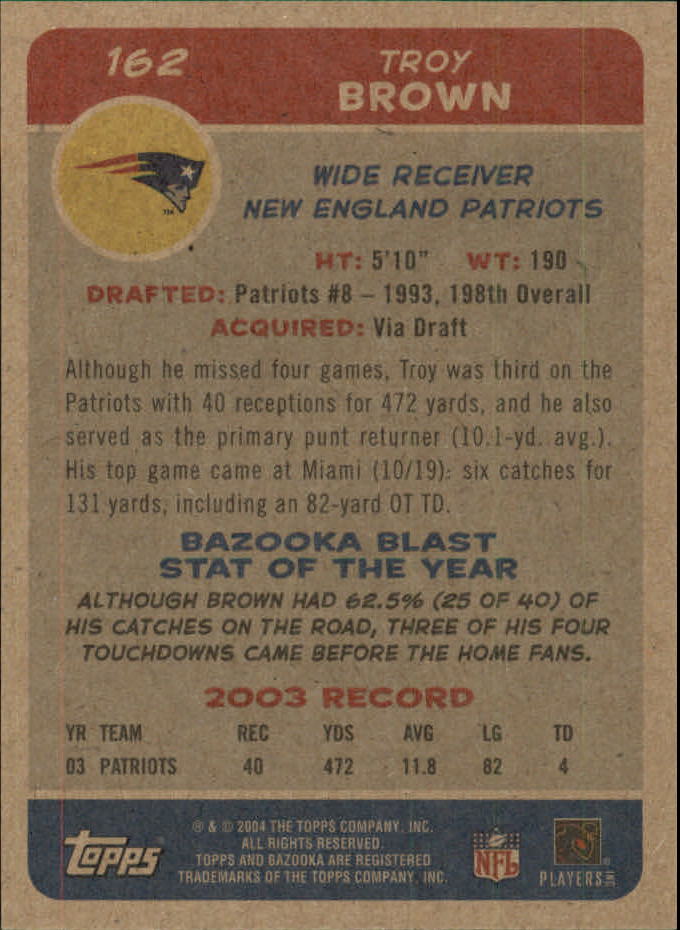 162
TROY
BROWN
TM
WIDE RECEIVER
NEW ENGLAND PATRIOTS
HT: 5'10" WT: 190
DRAFTED: Patriots #8 – 1993, 198th Overall
ACQUIRED: Via Draft
Although he missed four games, Troy was third on the
Patriots with 40 receptions for 472 yards, and he also
served as the primary punt returner (10.1-yd. avg.).
His top game came at Miami (10/19): six catches for
131 yards, including an 82-yard OT TD.
BAZOOKA BLAST
STAT OF THE YEAR
ALTHOUGH BROWN HAD 62.5% (25 OF 40) OF
HIS CATCHES ON THE ROAD, THREE OF HIS FOUR
TOUCHDOWNS CAME BEFORE THE HOME FANS.
2003 RECORD
YR TEAM REC YDS AVG LG TD
03 PATRIOTS 40 472 11.8 82 4
topps
® & © 2004 THE TOPPS COMPANY, INC.
ALL RIGHTS RESERVED.
TOPPS AND BAZOOKA ARE REGISTERED
TRADEMARKS OF THE TOPPS COMPANY, INC.
NFL
PLAYERS INC